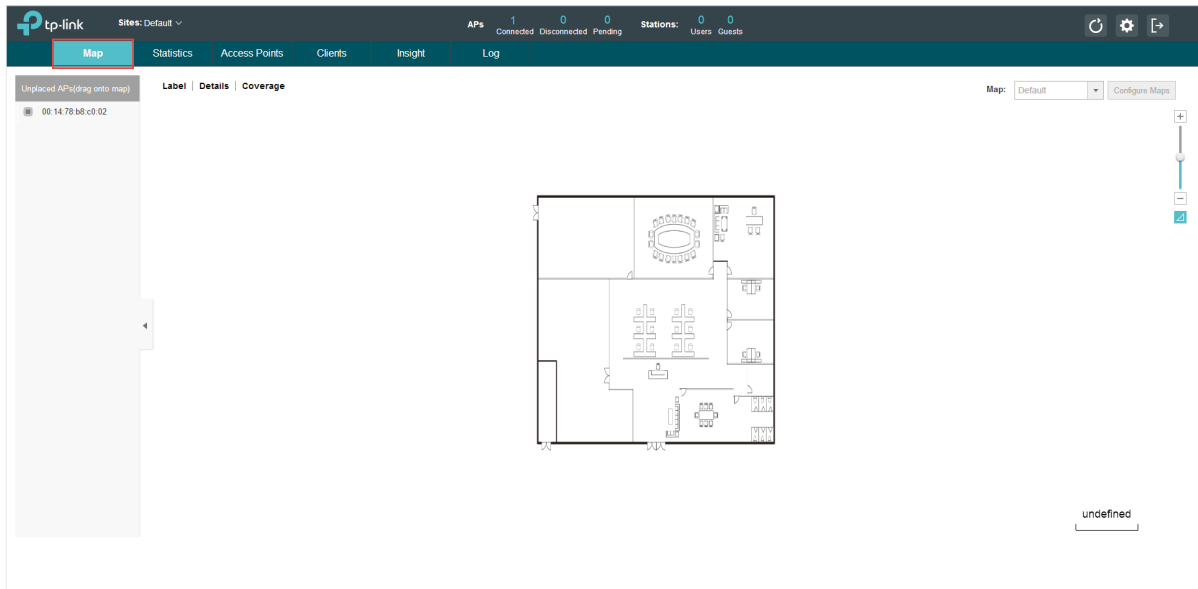 tp-link Sites: Default APs 1 0 0 Stations: 0 0
Connected Disconnected Pending Users Guests
Map Statistics Access Points Clients Insight Log
Unplaced APs(drag onto map) Label Details Coverage Map: Default Configure Maps
00:14:78:b8:c0:02
undefined